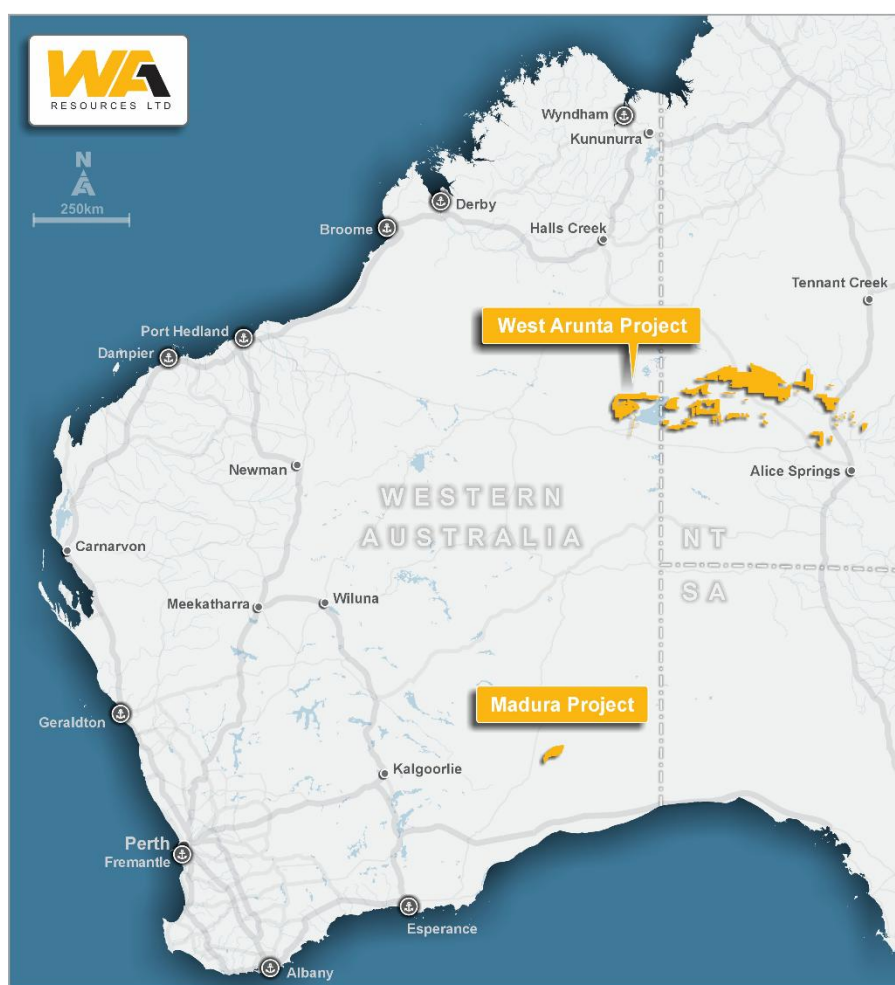 WA1
RESOURCES LTD
N
250km
Wyndham
Kununurra
Derby
Broome
Halls Creek
Tennant Creek
West Arunta Project
Port Hedland
Dampier
Newman
Alice Springs
WESTERN
AUSTRALIA
NT
SA
Carnarvon
Meekatharra
Wiluna
Madura Project
Geraldton
Kalgoorlie
Perth
Fremantle
Esperance
Albany